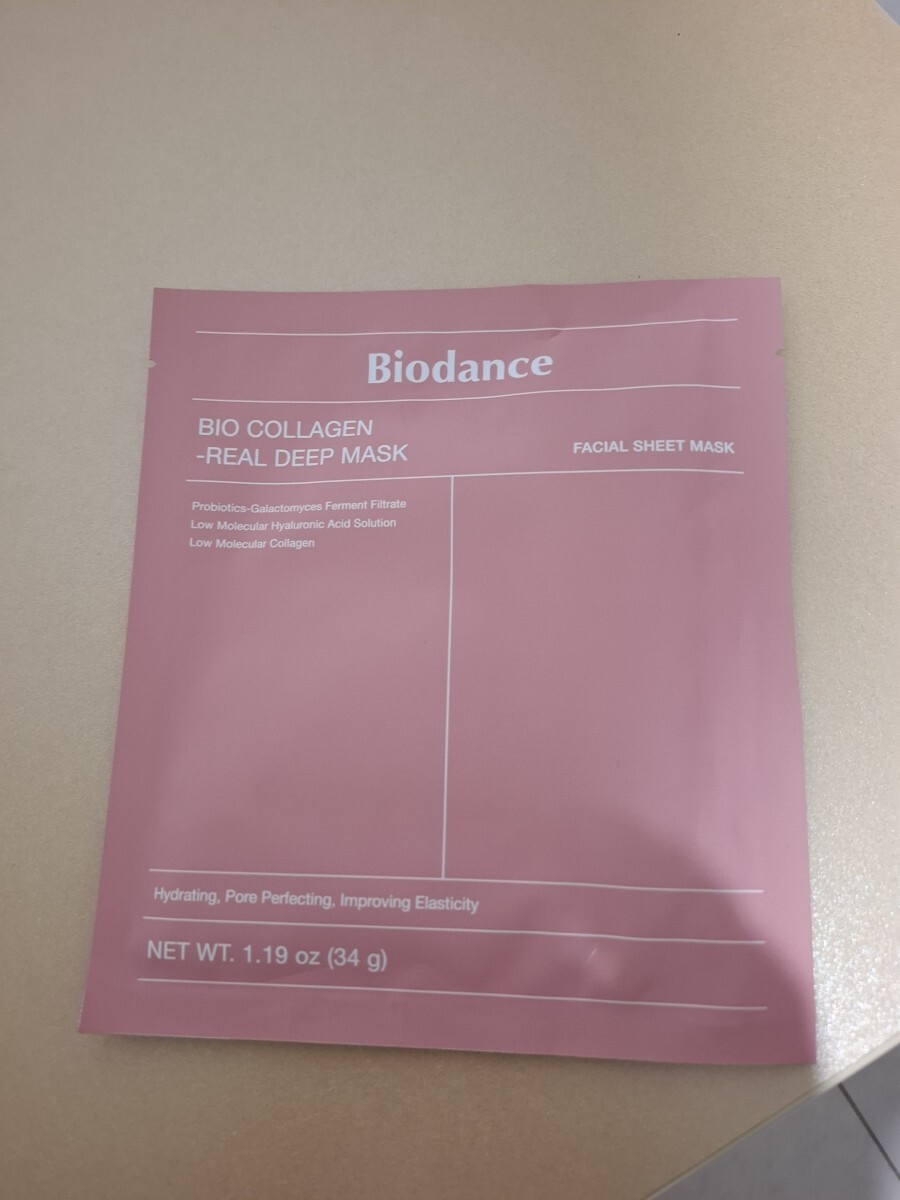 Biodance
BIO COLLAGEN
-REAL DEEP MASK
FACIAL SHEET MASK
Probiotics-Galactomyces Ferment Filtrate
Low Molecular Hyaluronic Acid Solution
Low Molecular Collagen
Hydrating, Pore Perfecting, Improving Elasticity
NET WT. 1.19 oz (34 g)